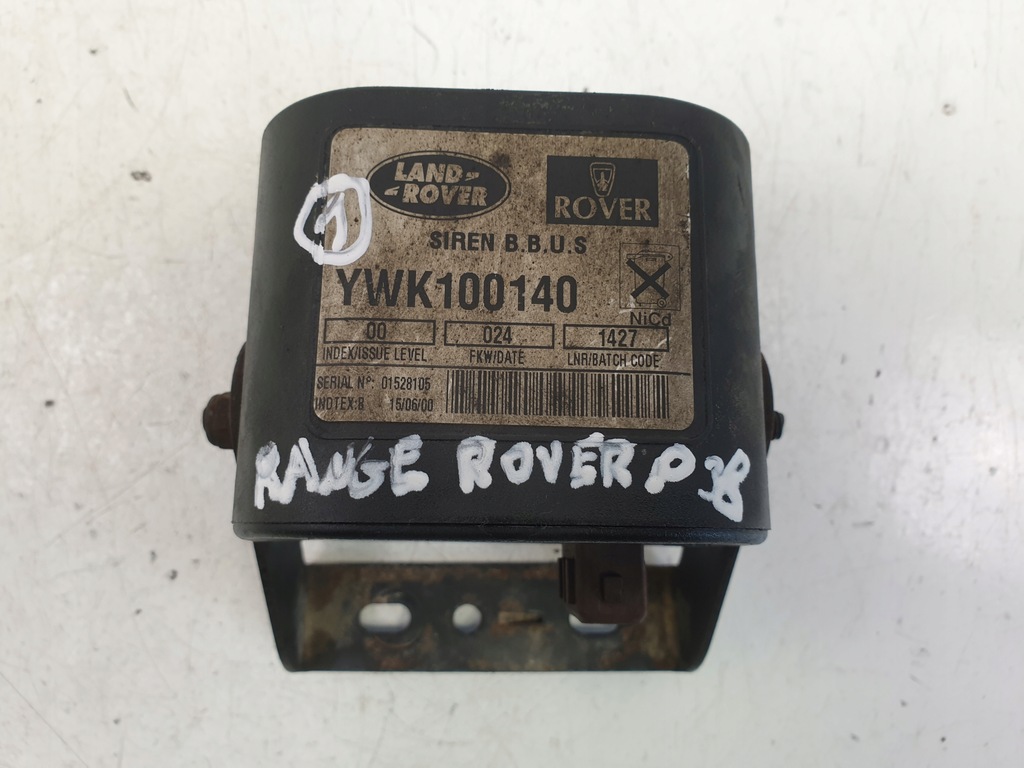 LAND-
-ROVER
ROVER
1
SIREN B.B.U.S
YWK100140
NiCd
00 024 1427
INDEX/ISSUE LEVEL FKW/DATE LNR/BATCH CODE
SERIAL Nº: 01528105
INDTEX:B 15/06/00
RANGE ROVER P38